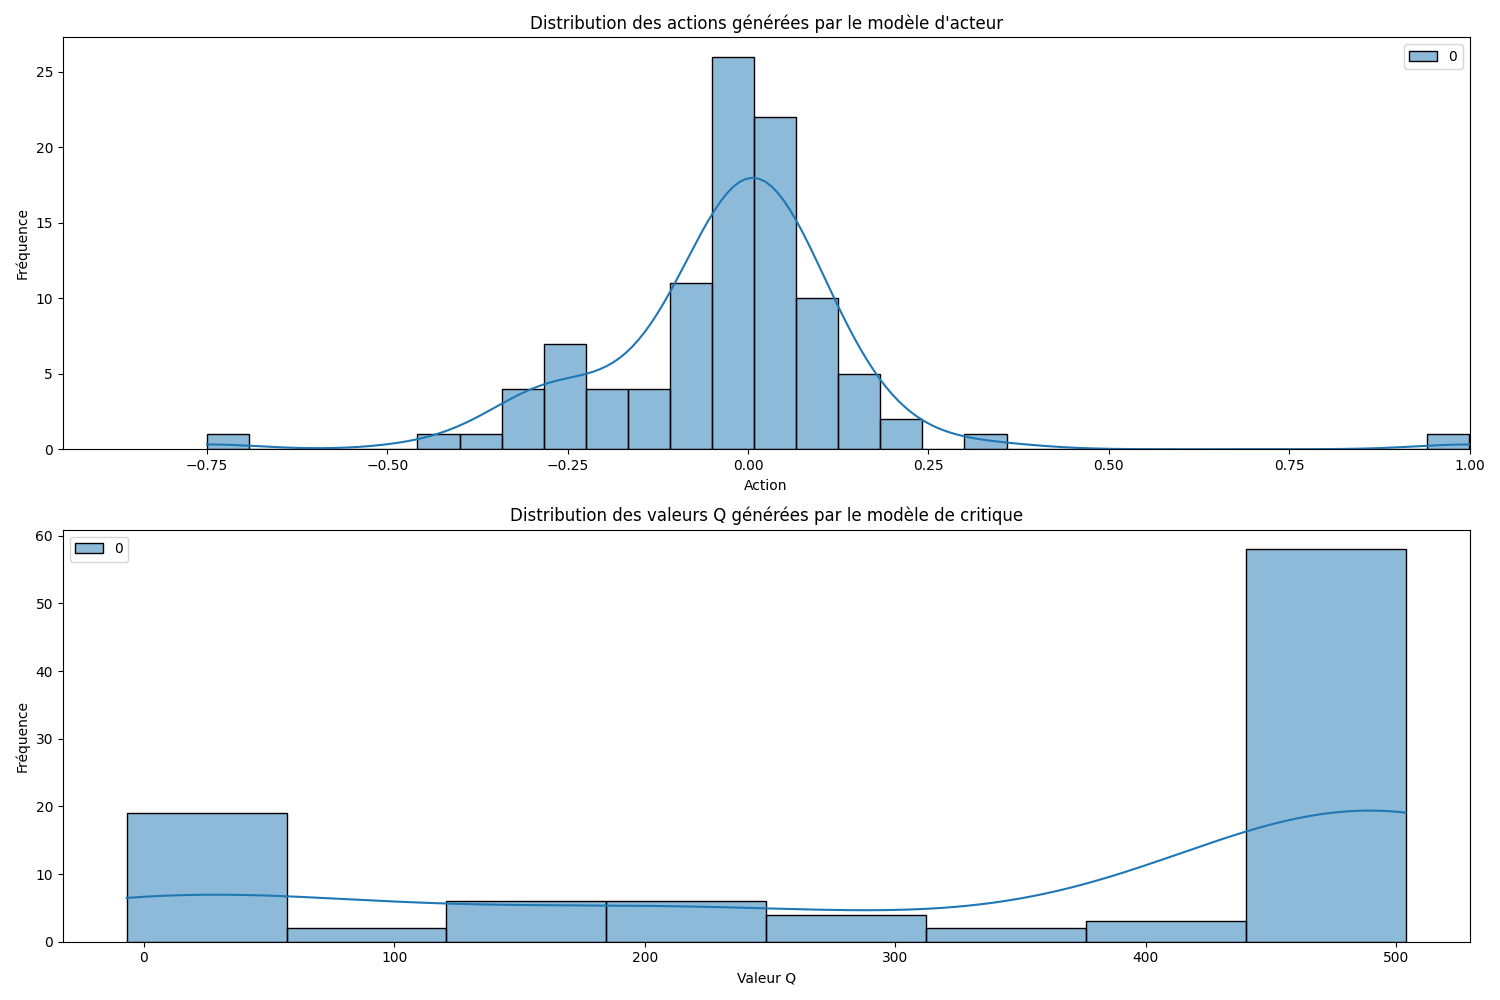 Distribution des actions générées par le modèle d'acteur
0
25
20
15
10
5
0
Fréquence
−0.75 −0.50 −0.25 0.00 0.25 0.50 0.75 1.00
Action
Distribution des valeurs Q générées par le modèle de critique
0
60
50
40
30
20
10
0
Fréquence
0 100 200 300 400 500
Valeur Q